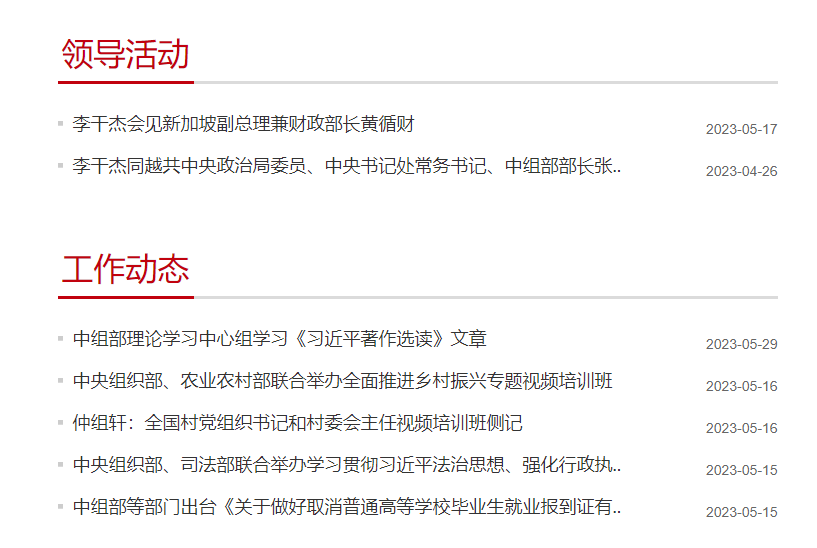 领导活动
李干杰会见新加坡副总理兼财政部长黄循财 2023-05-17
李干杰同越共中央政治局委员、中央书记处常务书记、中组部部长张.. 2023-04-26
工作动态
中组部理论学习中心组学习《习近平著作选读》文章 2023-05-29
中央组织部、农业农村部联合举办全面推进乡村振兴专题视频培训班 2023-05-16
仲组轩：全国村党组织书记和村委会主任视频培训班侧记 2023-05-16
中央组织部、司法部联合举办学习贯彻习近平法治思想、强化行政执.. 2023-05-15
中组部等部门出台《关于做好取消普通高等学校毕业生就业报到证有.. 2023-05-15